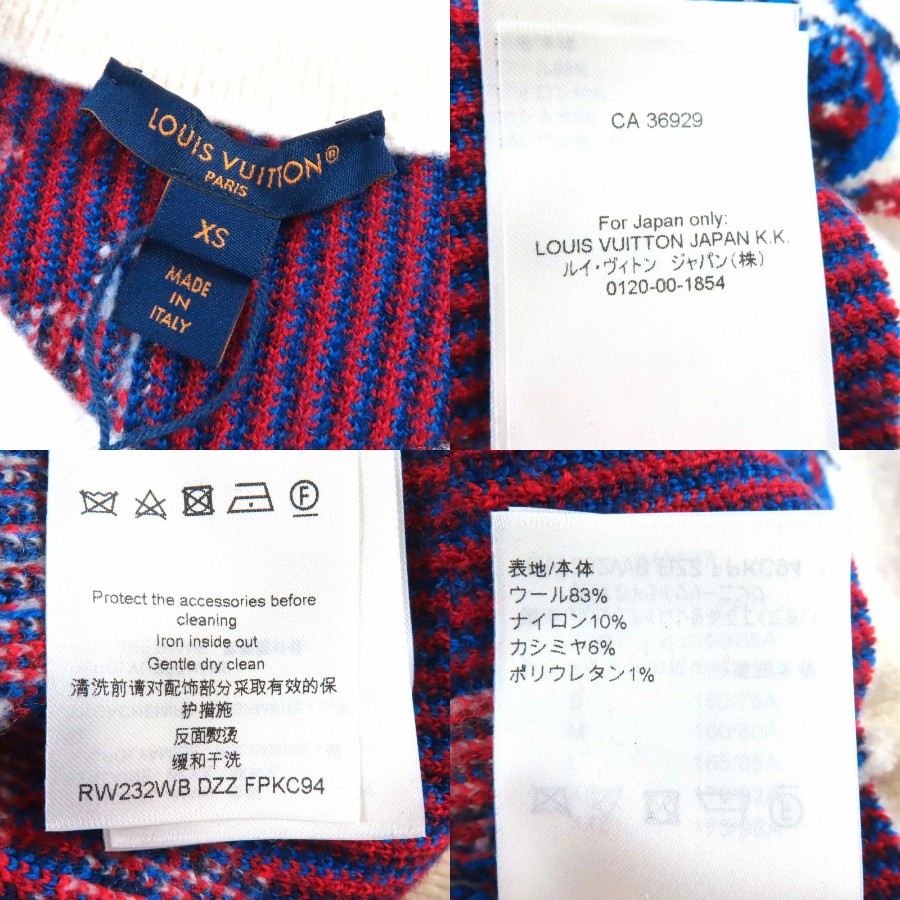 LOUIS VUITTON®
PARIS
XS
MADE
IN
ITALY
CA 36929
For Japan only:
LOUIS VUITTON JAPAN K.K.
ルイ・ヴィトン ジャパン(株)
0120-00-1854
F
Protect the accessories before
cleaning
Iron inside out
Gentle dry clean
清洗前请对配饰部分采取有效的保
护措施
反面熨烫
缓和干洗
RW232WB DZZ FPKC94
表地/本体
ウール83%
ナイロン10%
カシミヤ6%
ポリウレタン1%